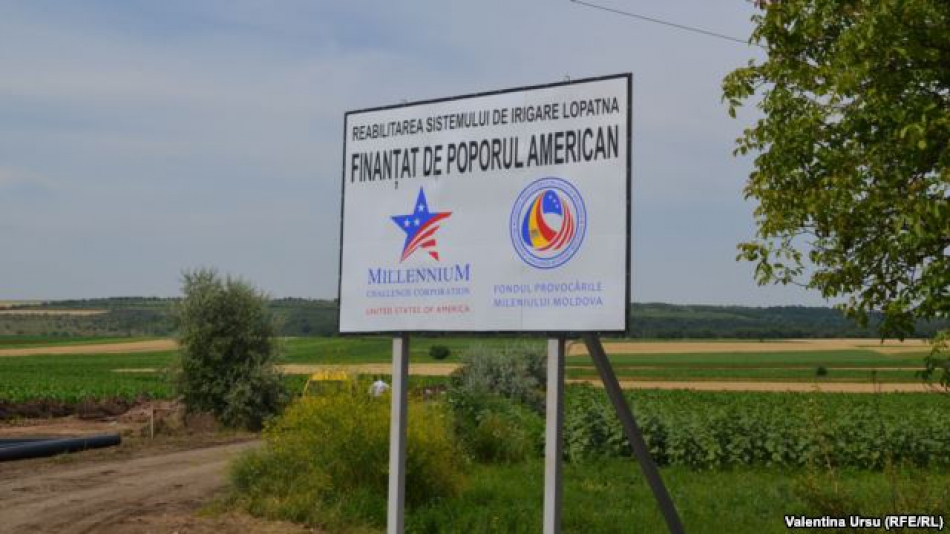 REABILITAREA SISTEMULUI DE IRIGARE LOPATNA
FINANȚAT DE POPORUL AMERICAN
MILLENNIUM
CHALLENGE CORPORATION
UNITED STATES OF AMERICA
FONDUL PROVOCĂRILE
MILENIULUI MOLDOVA
Valentina Ursu (RFE/RL)